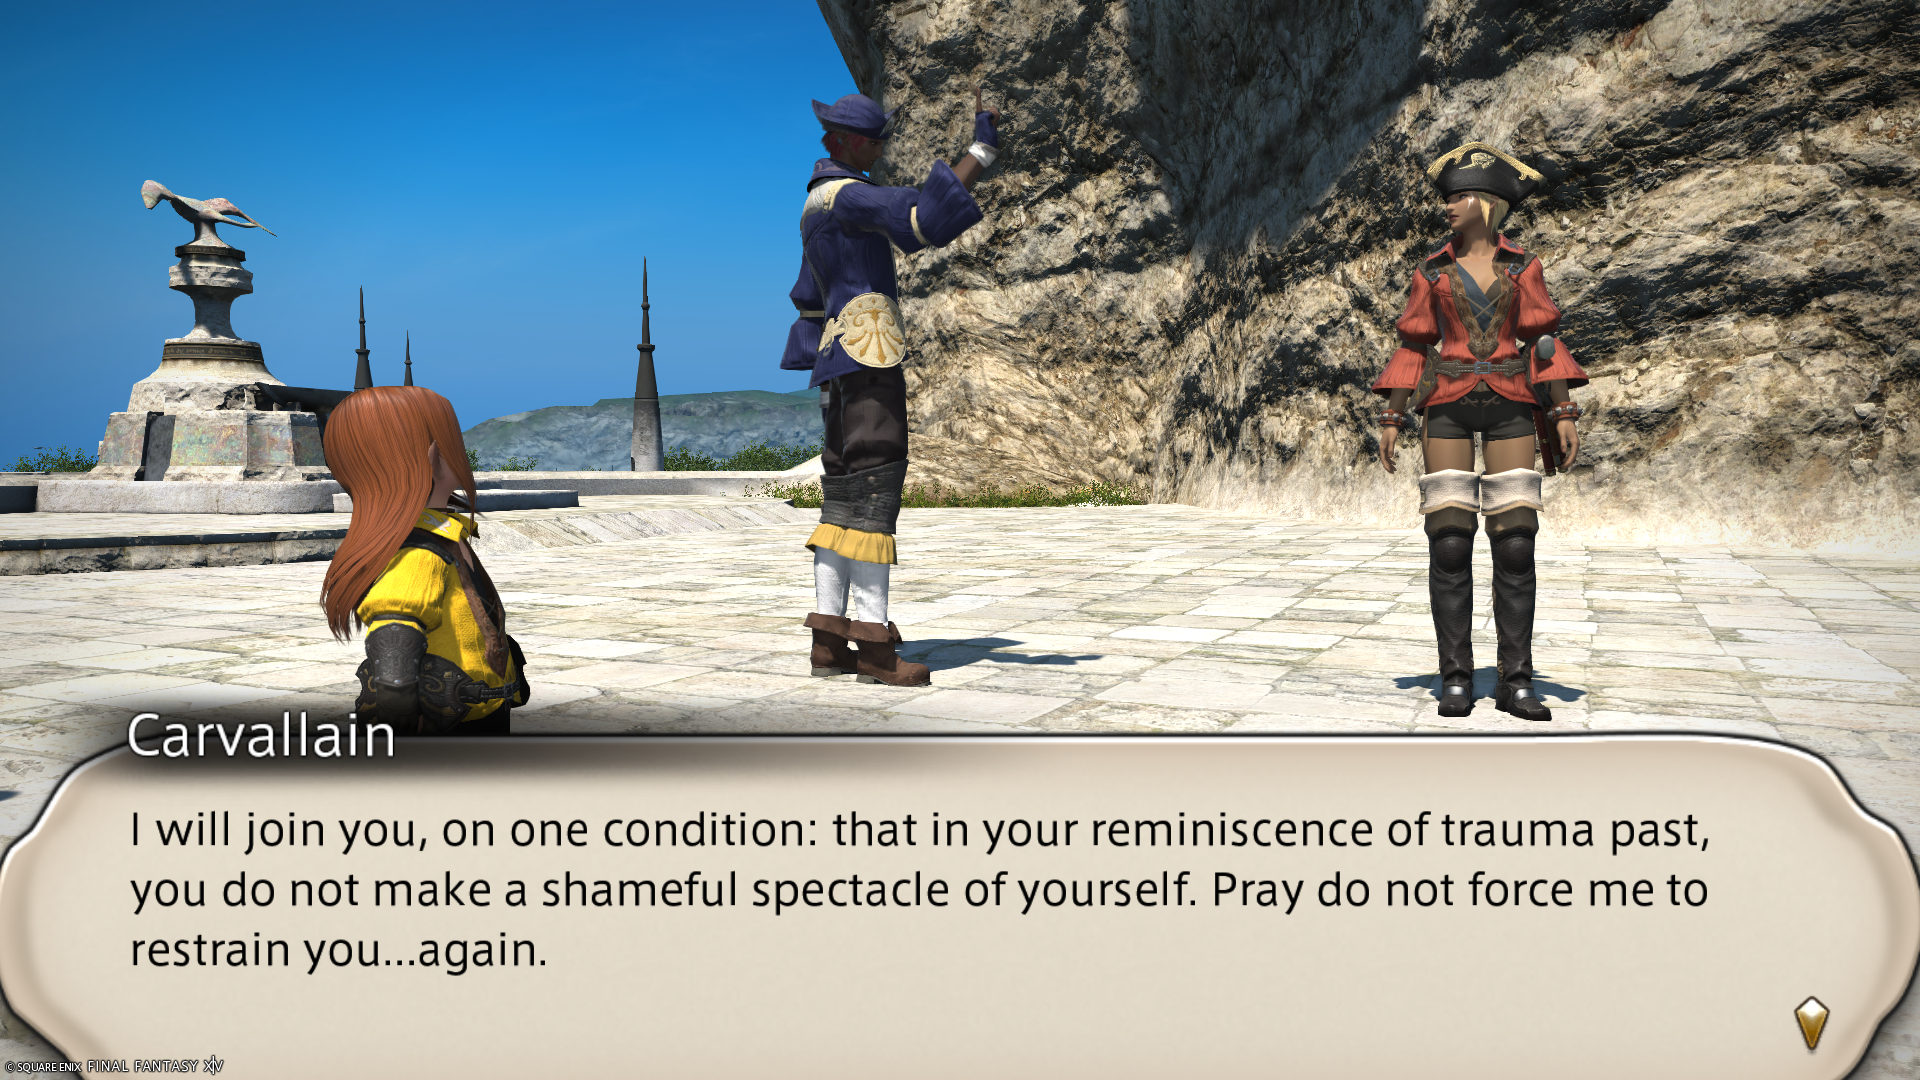 Carvallain
I will join you, on one condition: that in your reminiscence of trauma past,
you do not make a shameful spectacle of yourself. Pray do not force me to
restrain you...again.
© SQUARE ENIX FINAL FANTASY XIV